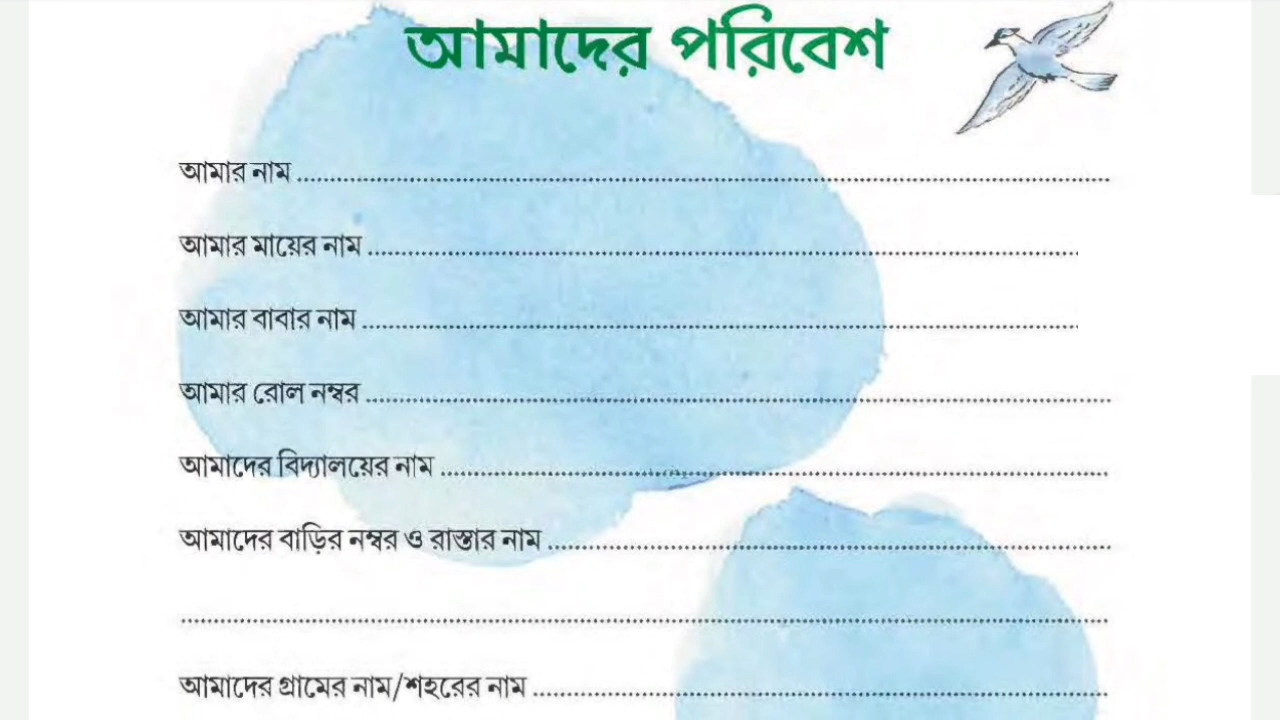 আমাদের পরিবেশ
আমার নাম ........................................................
আমার মায়ের নাম ........................................................
আমার বাবার নাম ........................................................
আমার রোল নম্বর ........................................................
আমাদের বিদ্যালয়ের নাম ........................................................
আমাদের বাড়ির নম্বর ও রাস্তার নাম ........................................................
........................................................
আমাদের গ্রামের নাম/শহরের নাম ........................................................